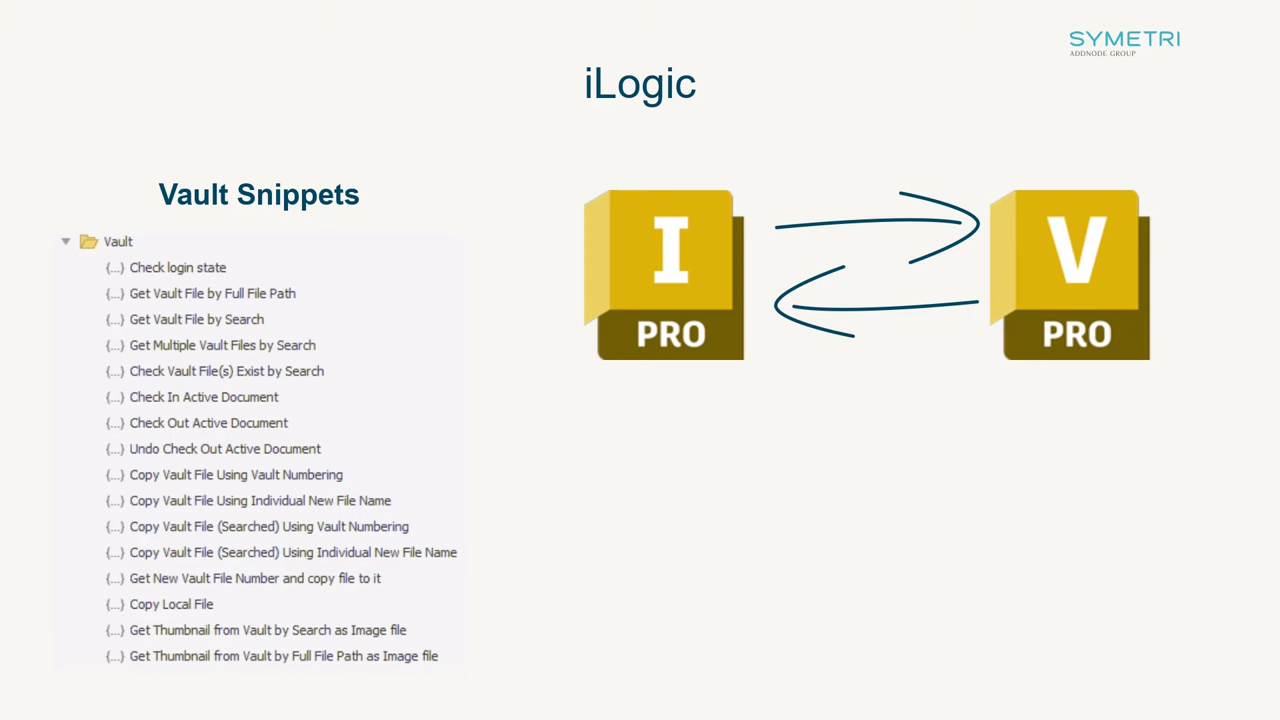 SYMETRI
ADDNODE GROUP
iLogic
Vault Snippets
Vault
{...} Check login state
{...} Get Vault File by Full File Path
{...} Get Vault File by Search
{...} Get Multiple Vault Files by Search
{...} Check Vault File(s) Exist by Search
{...} Check In Active Document
{...} Check Out Active Document
{...} Undo Check Out Active Document
{...} Copy Vault File Using Vault Numbering
{...} Copy Vault File Using Individual New File Name
{...} Copy Vault File (Searched) Using Vault Numbering
{...} Copy Vault File (Searched) Using Individual New File Name
{...} Get New Vault File Number and copy file to it
{...} Copy Local File
{...} Get Thumbnail from Vault by Search as Image file
{...} Get Thumbnail from Vault by Full File Path as Image file
I
PRO
V
PRO